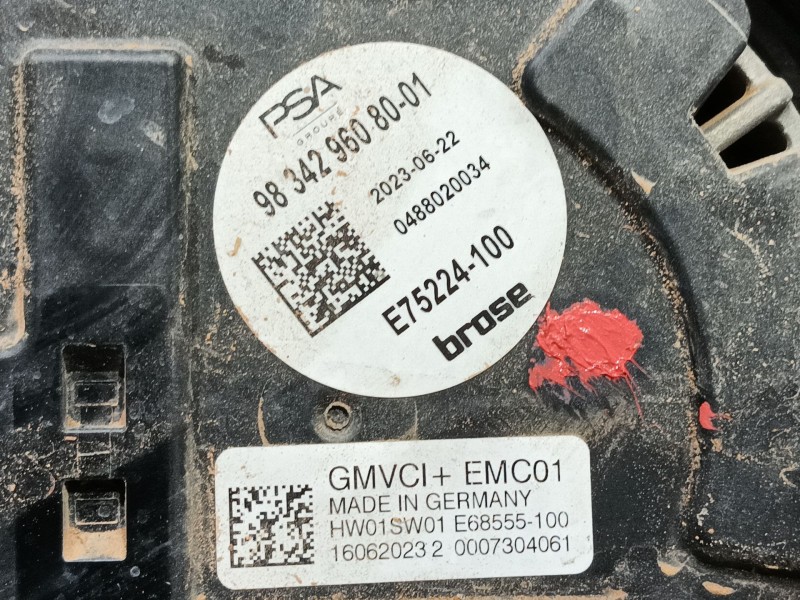 PSA
GROUPE
98 342 960 80-01
2023-06-22
0488020034
E75224-100
brose
GMVCI+ EMC01
MADE IN GERMANY
HW01SW01 E68555-100
16062023 2 0007304061